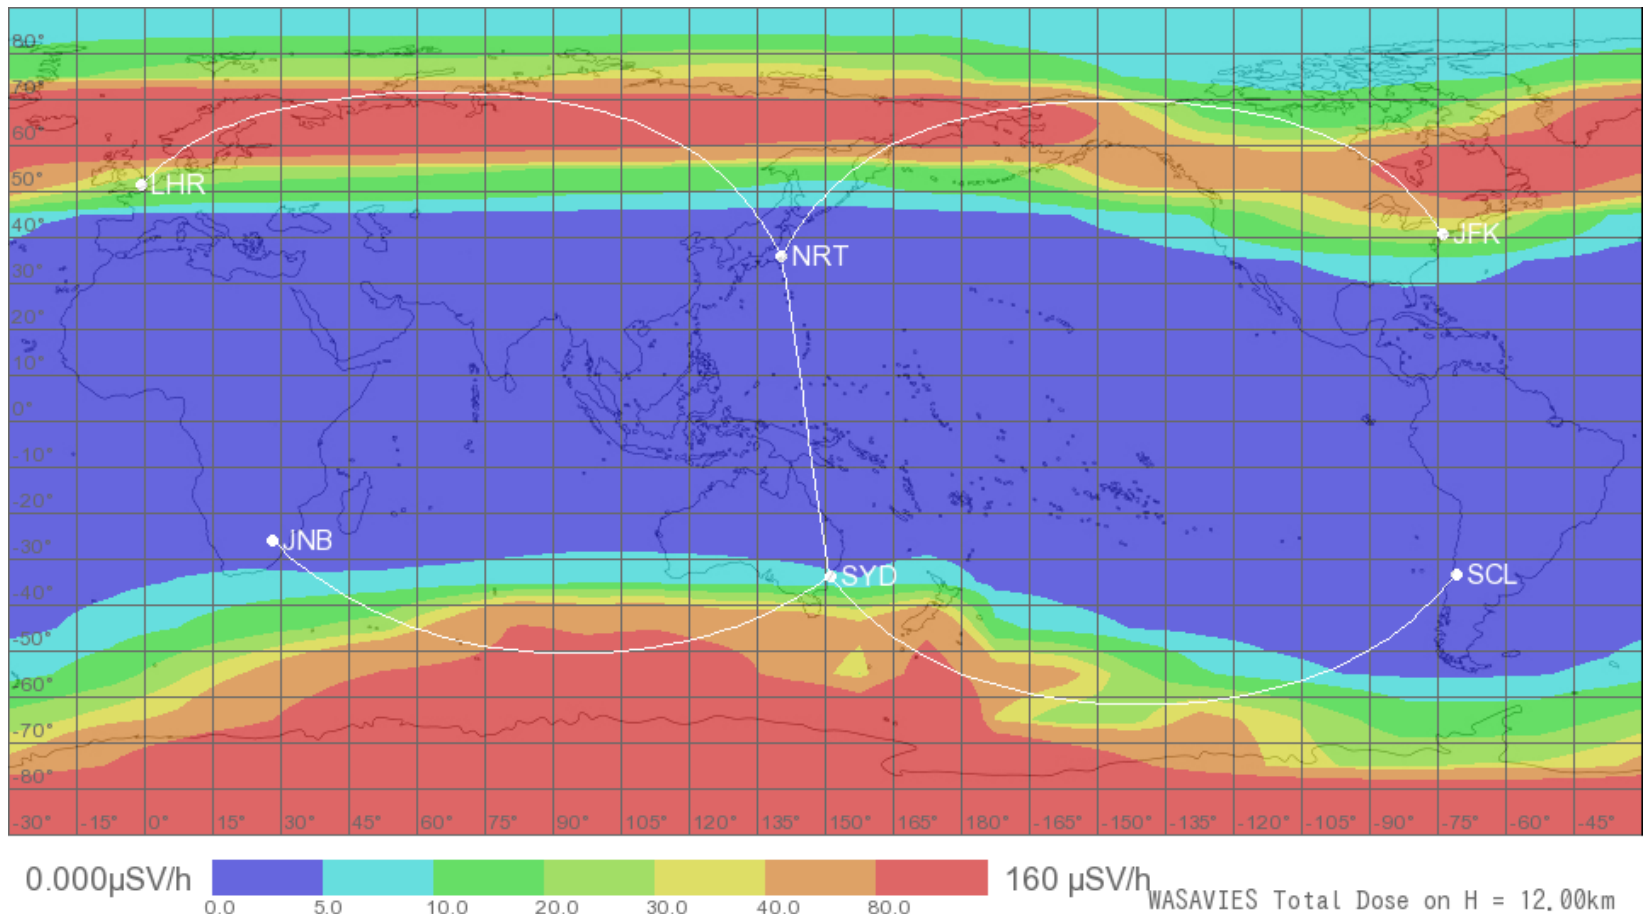 80°
70°
60°
50°
LHR
40°
JFK
NRT
30°
20°
10°
0°
-10°
-20°
-30°
JNB
SYD
SCL
-40°
-50°
-60°
-70°
-80°
-30° -15° 0° 15° 30° 45° 60° 75° 90° 105° 120° 135° 150° 165° 180° -165° -150° -135° -120° -105° -90° -75° -60° -45°
0.000µSV/h 160 µSV/h
0.0 5.0 10.0 20.0 30.0 40.0 80.0
WASAVIES Total Dose on H = 12.00km